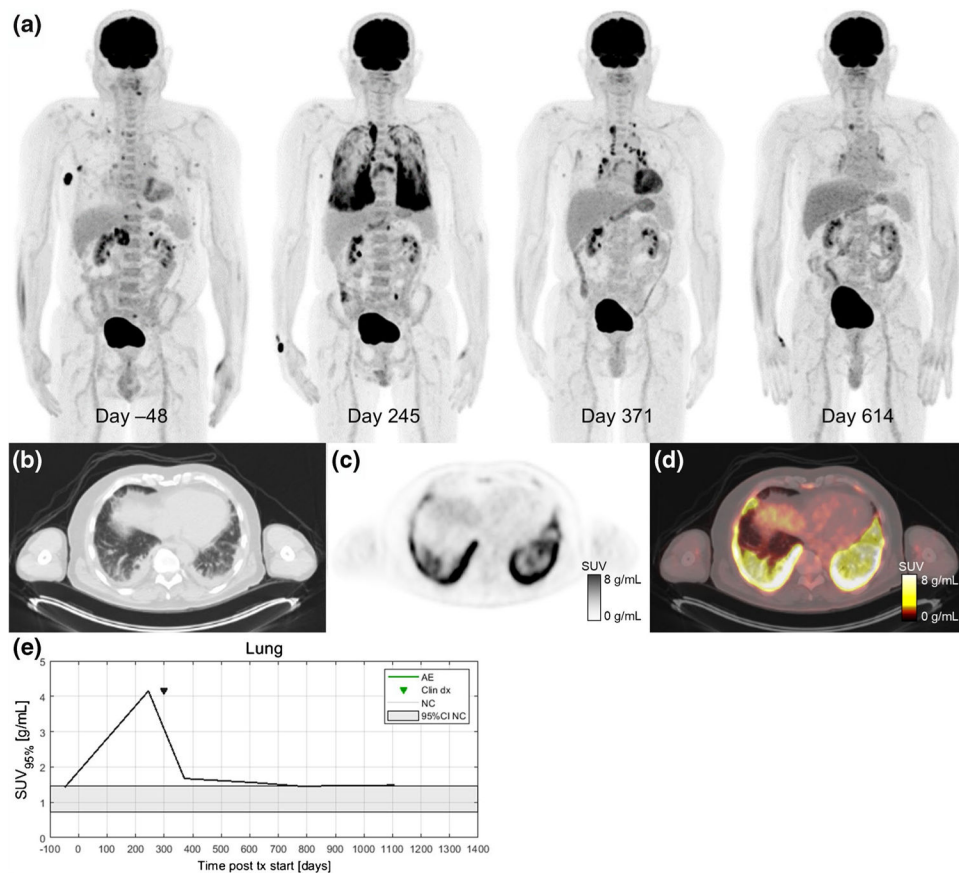 (a)
Day –48
Day 245
Day 371
Day 614
(b)
(c)
SUV
8 g/mL
0 g/mL
(d)
SUV
8 g/mL
0 g/mL
(e)
Lung
SUV95% [g/mL]
5
4
3
2
1
0
AE
Clin dx
NC
95%CI NC
-100 0 100 200 300 400 500 600 700 800 900 1000 1100 1200 1300 1400
Time post tx start [days]